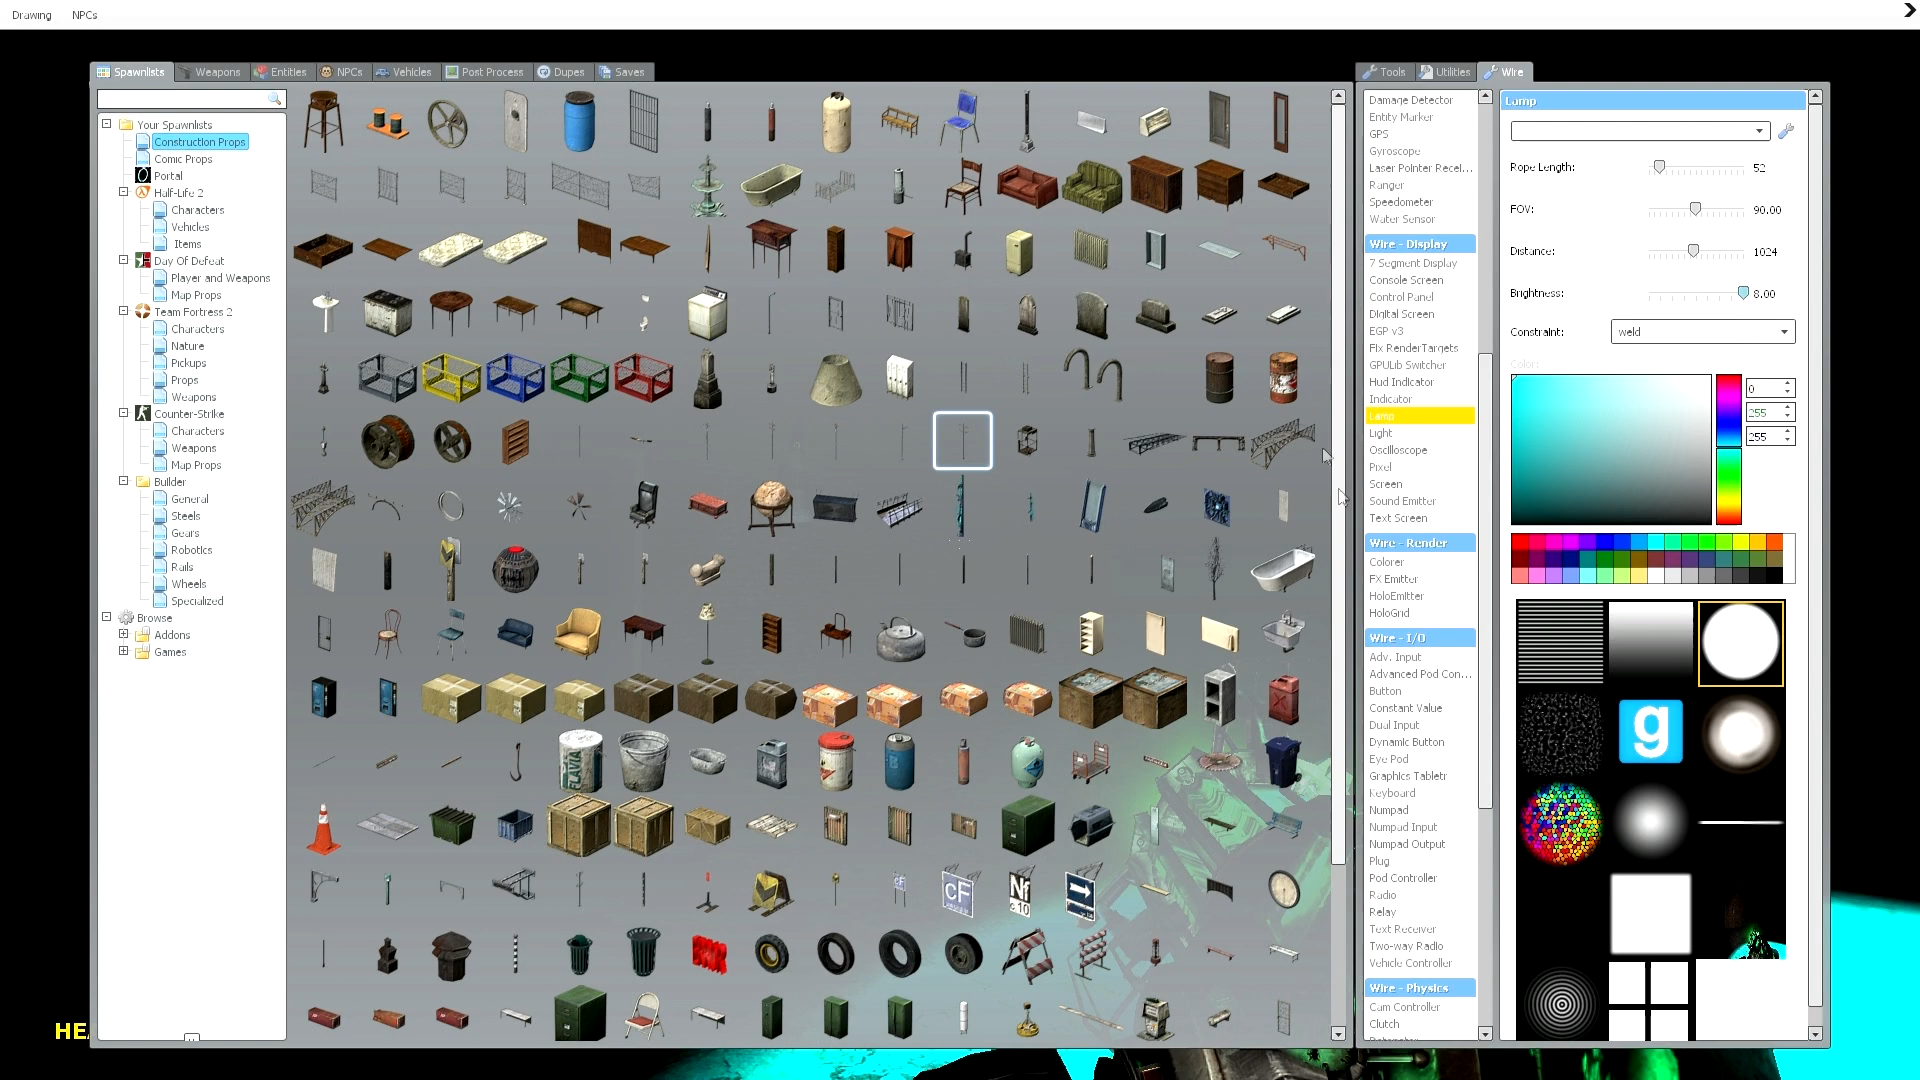 Drawing NPCs
Spawnlists Weapons Entities NPCs Vehicles Post Process Dupes Saves
Your Spawnlists
Construction Props
Comic Props
Portal
Half-Life 2
Characters
Vehicles
Items
Day Of Defeat
Player and Weapons
Map Props
Team Fortress 2
Characters
Nature
Pickups
Props
Weapons
Counter-Strike
Characters
Weapons
Map Props
Builder
General
Steels
Gears
Robotics
Rails
Wheels
Specialized
Browse
Addons
Games
cF
Nf
c 10
Tools Utilities Wire
Damage Detector
Entity Marker
GPS
Gyroscope
Laser Pointer Recei...
Ranger
Speedometer
Water Sensor
Wire - Display
7 Segment Display
Console Screen
Control Panel
Digital Screen
EGP v3
Fix RenderTargets
GPULib Switcher
Hud Indicator
Indicator
Lamp
Light
Oscilloscope
Pixel
Screen
Sound Emitter
Text Screen
Wire - Render
Colorer
FX Emitter
HoloEmitter
HoloGrid
Wire - I/O
Adv. Input
Advanced Pod Con...
Button
Constant Value
Dual Input
Dynamic Button
Eye Pod
Graphics Tabletr
Keyboard
Numpad
Numpad Input
Numpad Output
Plug
Pod Controller
Radio
Relay
Text Receiver
Two-way Radio
Vehicle Controller
Wire - Physics
Cam Controller
Clutch
Lamp
Rope Length: 52
FOV: 90.00
Distance: 1024
Brightness: 8.00
Constraint: weld
Color:
0
255
255
g
HEA